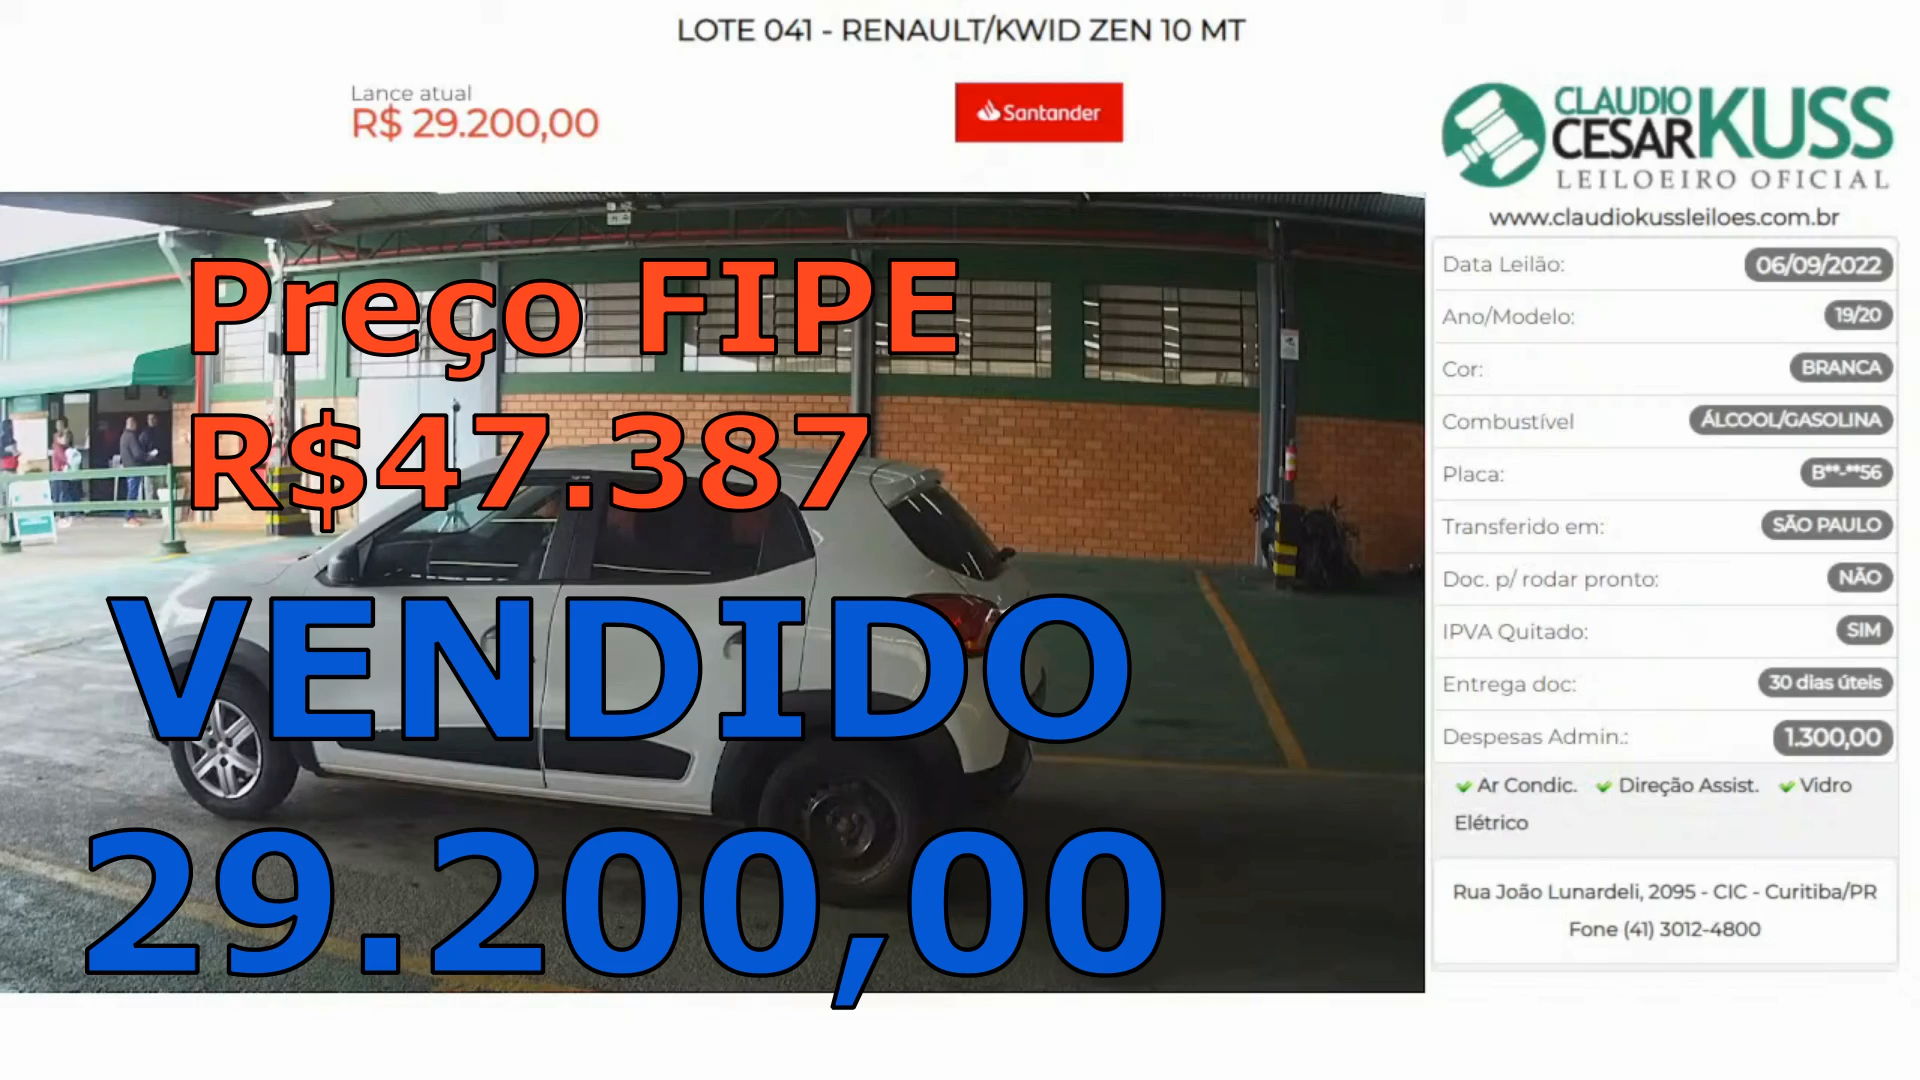 LOTE 041 - RENAULT/KWID ZEN 10 MT
Lance atual
R$ 29.200,00
Santander
CLAUDIO
CESAR KUSS
LEILOEIRO OFICIAL
www.claudiokussleiloes.com.br
Preço FIPE
R$47.387
VENDIDO
29.200,00
Data Leilão: 06/09/2022
Ano/Modelo: 19/20
Cor: BRANCA
Combustível ÁLCOOL/GASOLINA
Placa: B**-**56
Transferido em: SÃO PAULO
Doc. p/ rodar pronto: NÃO
IPVA Quitado: SIM
Entrega doc: 30 dias úteis
Despesas Admin.: 1.300,00
Ar Condic. Direção Assist. Vidro
Elétrico
Rua João Lunardeli, 2095 - CIC - Curitiba/PR
Fone (41) 3012-4800